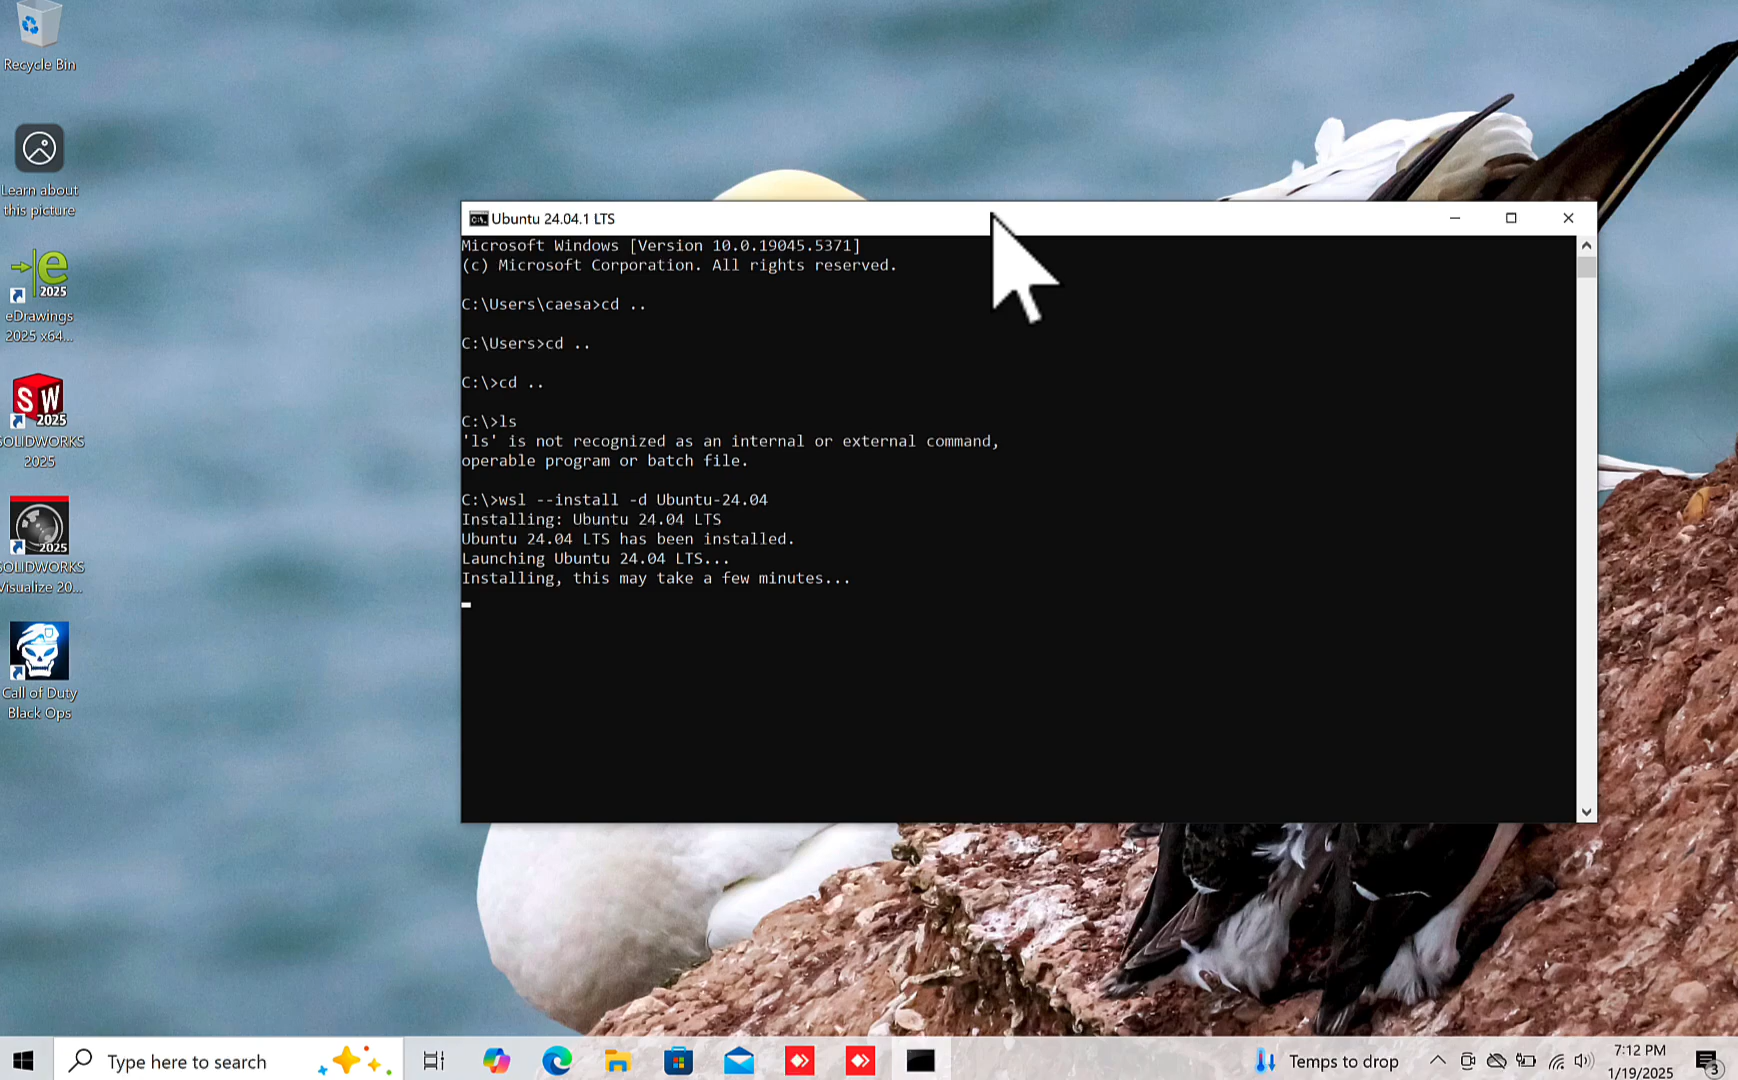 Recycle Bin
Learn about
this picture
2025
eDrawings
2025 x64...
SW
2025
SOLIDWORKS
2025
2025
SOLIDWORKS
Visualize 20...
Call of Duty
Black Ops
Ubuntu 24.04.1 LTS
Microsoft Windows [Version 10.0.19045.5371]
(c) Microsoft Corporation. All rights reserved.
C:\Users\caesa>cd ..
C:\Users>cd ..
C:\>cd ..
C:\>ls
'ls' is not recognized as an internal or external command,
operable program or batch file.
C:\>wsl --install -d Ubuntu-24.04
Installing: Ubuntu 24.04 LTS
Ubuntu 24.04 LTS has been installed.
Launching Ubuntu 24.04 LTS...
Installing, this may take a few minutes...
Type here to search
Temps to drop
7:12 PM
1/19/2025
3